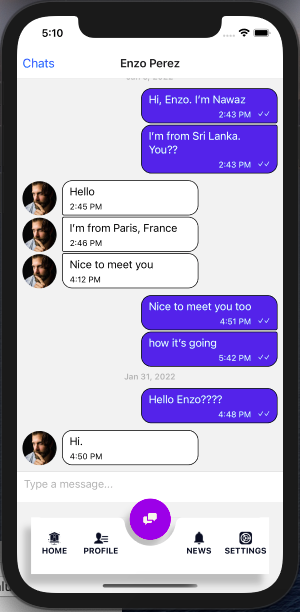 5:10
Chats
Enzo Perez
Hi, Enzo. I'm Nawaz
2:43 PM
I'm from Sri Lanka.
You??
2:43 PM
Hello
2:45 PM
I'm from Paris, France
2:46 PM
Nice to meet you
4:12 PM
Nice to meet you too
4:51 PM
how it's going
5:42 PM
Jan 31, 2022
Hello Enzo????
4:48 PM
Hi.
4:50 PM
Type a message...
HOME
PROFILE
NEWS
SETTINGS